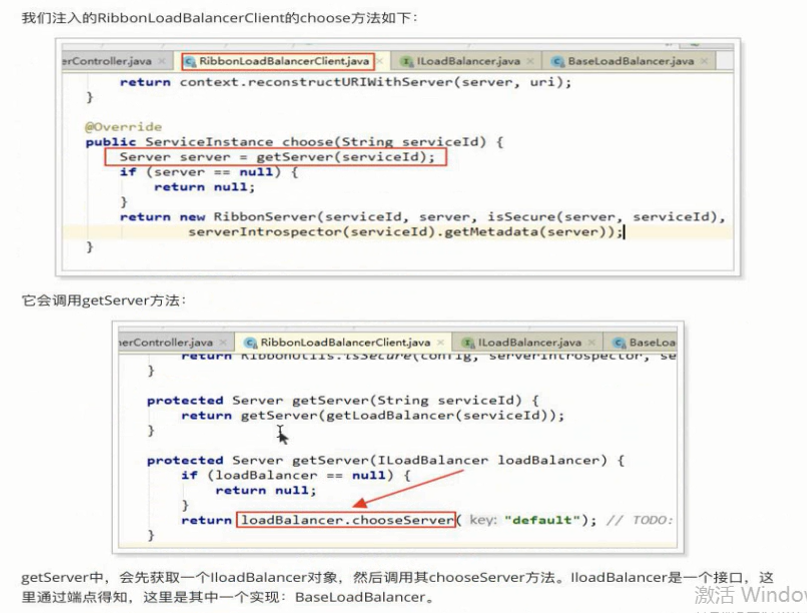 我们注入的RibbonLoadBalancerClient的choose方法如下:
erController.java × RibbonLoadBalancerClient.java × ILoadBalancer.java × BaseLoadBalancer.java ×
return context.reconstructURIWithServer(server, uri);
}
@Override
public ServiceInstance choose(String serviceId) {
Server server = getServer(serviceId);
if (server == null) {
return null;
}
return new RibbonServer(serviceId, server, isSecure(server, serviceId),
serverIntrospector(serviceId).getMetadata(server));
}
它会调用getServer方法:
nerController.java × RibbonLoadBalancerClient.java × ILoadBalancer.java × BaseLoa
return RibbonUtils.isSecure(config, serverIntrospector, se
}
protected Server getServer(String serviceId) {
return getServer(getLoadBalancer(serviceId));
}
protected Server getServer(ILoadBalancer loadBalancer) {
if (loadBalancer == null) {
return null;
}
return loadBalancer.chooseServer( key: "default"); // TODO:
}
getServer中，会先获取一个IloadBalancer对象，然后调用其chooseServer方法。IloadBalancer是一个接口，这
里通过端点得知，这里是其中一个实现：BaseLoadBalancer。
激活 Windo